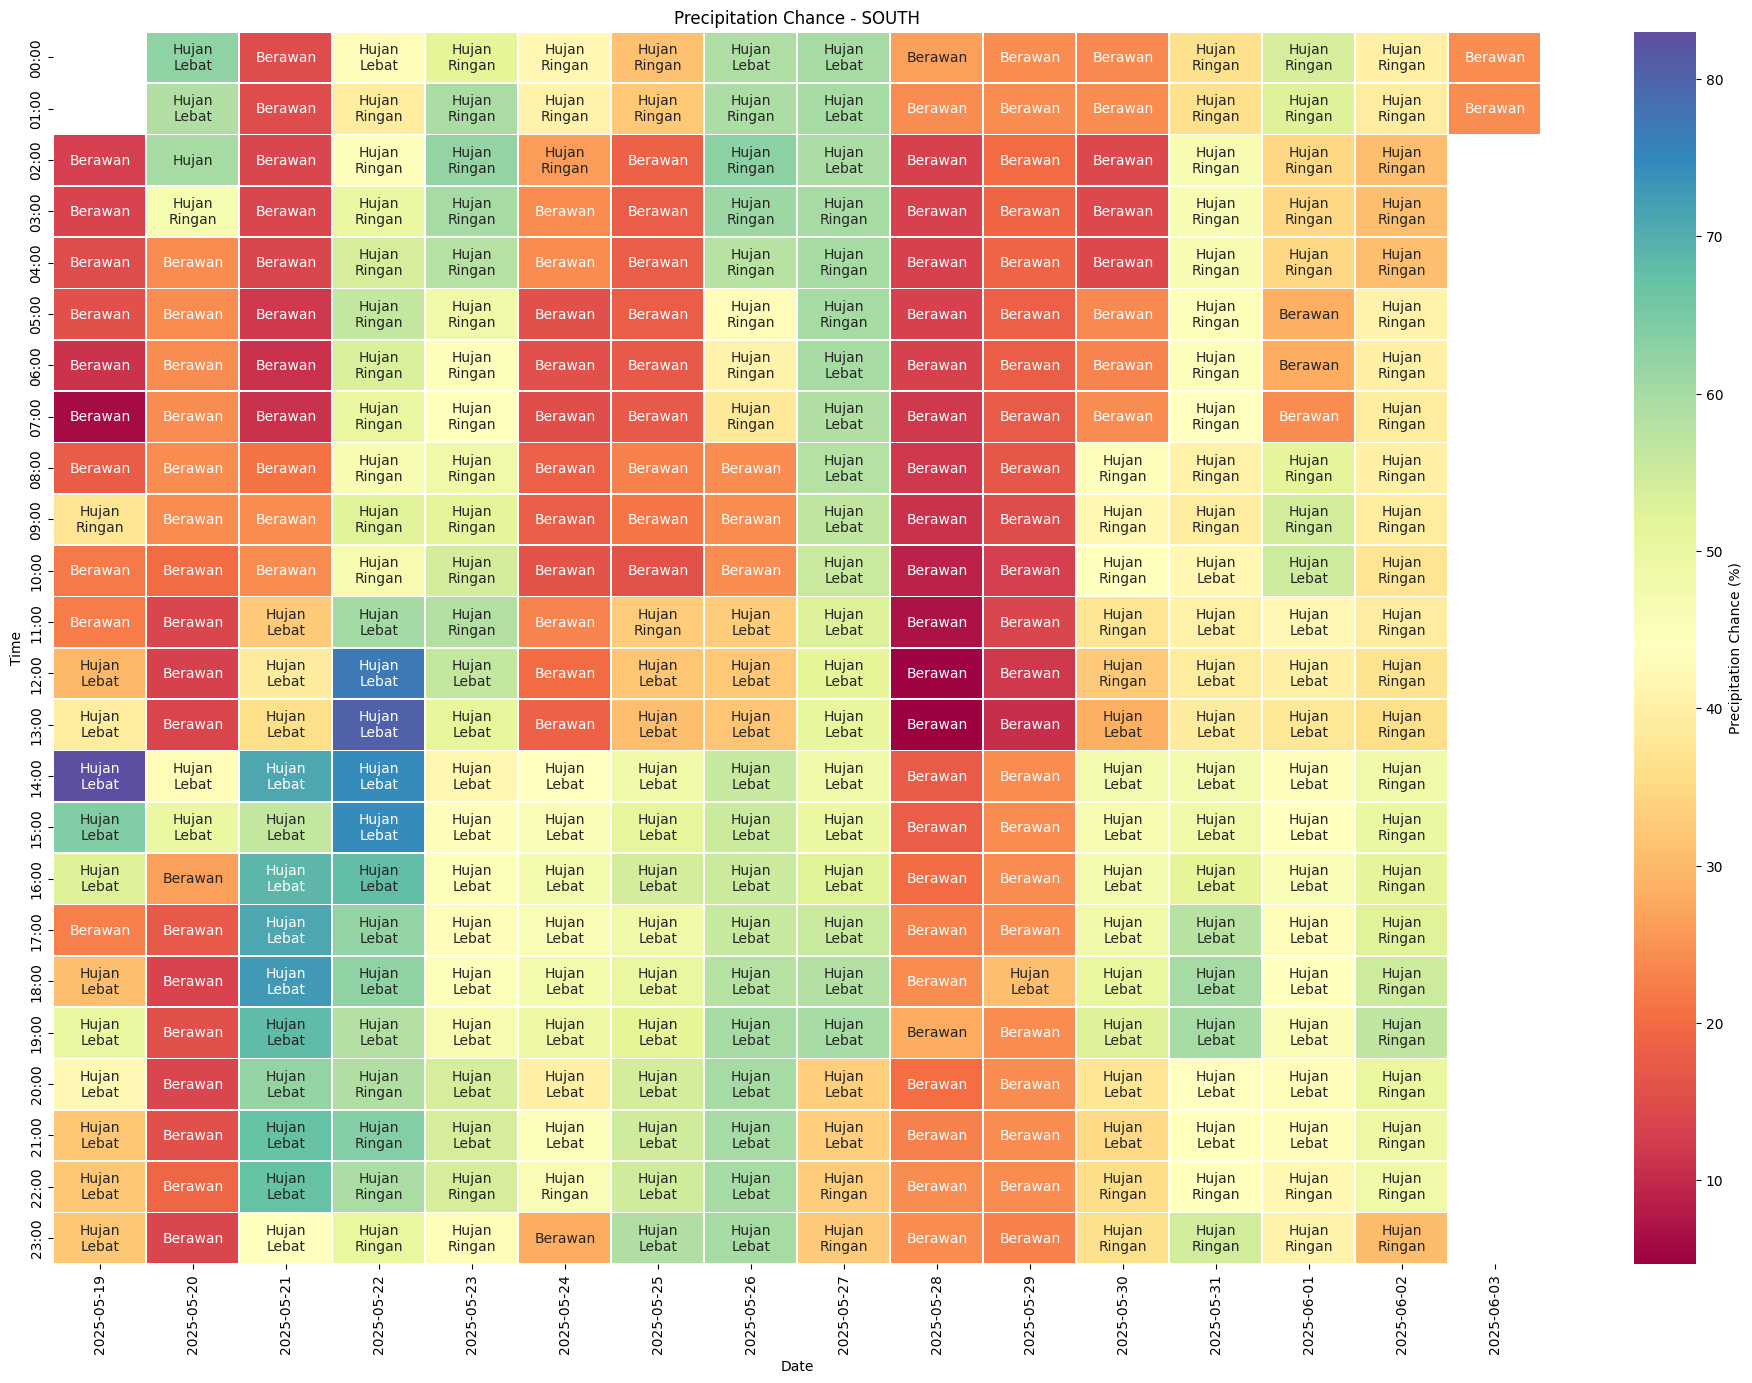 Precipitation Chance - SOUTH
00:00 Hujan Lebat Berawan Hujan Lebat Hujan Ringan Hujan Ringan Hujan Ringan Hujan Lebat Hujan Lebat Berawan Berawan Berawan Hujan Ringan Hujan Ringan Hujan Ringan Berawan
01:00 Hujan Lebat Berawan Hujan Ringan Hujan Ringan Hujan Ringan Hujan Ringan Hujan Ringan Hujan Lebat Berawan Berawan Berawan Hujan Ringan Hujan Ringan Hujan Ringan Berawan
02:00 Berawan Hujan Berawan Hujan Ringan Hujan Ringan Hujan Ringan Berawan Hujan Ringan Hujan Lebat Berawan Berawan Berawan Hujan Ringan Hujan Ringan Hujan Ringan
03:00 Berawan Hujan Ringan Berawan Hujan Ringan Hujan Ringan Berawan Berawan Hujan Ringan Hujan Ringan Berawan Berawan Berawan Hujan Ringan Hujan Ringan Hujan Ringan
04:00 Berawan Berawan Berawan Hujan Ringan Hujan Ringan Berawan Berawan Hujan Ringan Hujan Ringan Berawan Berawan Berawan Hujan Ringan Hujan Ringan Hujan Ringan
05:00 Berawan Berawan Berawan Hujan Ringan Hujan Ringan Berawan Berawan Hujan Ringan Hujan Ringan Berawan Berawan Berawan Hujan Ringan Berawan Hujan Ringan
06:00 Berawan Berawan Berawan Hujan Ringan Hujan Ringan Berawan Berawan Hujan Ringan Hujan Lebat Berawan Berawan Berawan Hujan Ringan Berawan Hujan Ringan
07:00 Berawan Berawan Berawan Hujan Ringan Hujan Ringan Berawan Berawan Hujan Ringan Hujan Lebat Berawan Berawan Berawan Hujan Ringan Berawan Hujan Ringan
08:00 Berawan Berawan Berawan Hujan Ringan Hujan Ringan Berawan Berawan Berawan Hujan Lebat Berawan Berawan Hujan Ringan Hujan Ringan Hujan Ringan Hujan Ringan
09:00 Hujan Ringan Berawan Berawan Hujan Ringan Hujan Ringan Berawan Berawan Berawan Hujan Lebat Berawan Berawan Hujan Ringan Hujan Ringan Hujan Ringan Hujan Ringan
10:00 Berawan Berawan Berawan Hujan Ringan Hujan Ringan Berawan Berawan Berawan Hujan Lebat Berawan Berawan Hujan Ringan Hujan Lebat Hujan Lebat Hujan Ringan
11:00 Berawan Berawan Hujan Lebat Hujan Lebat Hujan Ringan Berawan Hujan Ringan Hujan Lebat Hujan Lebat Berawan Berawan Hujan Ringan Hujan Lebat Hujan Lebat Hujan Ringan
12:00 Hujan Lebat Berawan Hujan Lebat Hujan Lebat Hujan Lebat Berawan Hujan Lebat Hujan Lebat Hujan Lebat Berawan Berawan Hujan Ringan Hujan Lebat Hujan Lebat Hujan Ringan
13:00 Hujan Lebat Berawan Hujan Lebat Hujan Lebat Hujan Lebat Berawan Hujan Lebat Hujan Lebat Hujan Lebat Berawan Berawan Hujan Lebat Hujan Lebat Hujan Lebat Hujan Ringan
14:00 Hujan Lebat Hujan Lebat Hujan Lebat Hujan Lebat Hujan Lebat Hujan Lebat Hujan Lebat Hujan Lebat Hujan Lebat Berawan Berawan Hujan Lebat Hujan Lebat Hujan Lebat Hujan Ringan
15:00 Hujan Lebat Hujan Lebat Hujan Lebat Hujan Lebat Hujan Lebat Hujan Lebat Hujan Lebat Hujan Lebat Hujan Lebat Berawan Berawan Hujan Lebat Hujan Lebat Hujan Lebat Hujan Ringan
16:00 Hujan Lebat Berawan Hujan Lebat Hujan Lebat Hujan Lebat Hujan Lebat Hujan Lebat Hujan Lebat Hujan Lebat Berawan Berawan Hujan Lebat Hujan Lebat Hujan Lebat Hujan Ringan
17:00 Berawan Berawan Hujan Lebat Hujan Lebat Hujan Lebat Hujan Lebat Hujan Lebat Hujan Lebat Hujan Lebat Berawan Berawan Hujan Lebat Hujan Lebat Hujan Lebat Hujan Ringan
18:00 Hujan Lebat Berawan Hujan Lebat Hujan Lebat Hujan Lebat Hujan Lebat Hujan Lebat Hujan Lebat Hujan Lebat Berawan Hujan Lebat Hujan Lebat Hujan Lebat Hujan Lebat Hujan Ringan
19:00 Hujan Lebat Berawan Hujan Lebat Hujan Lebat Hujan Lebat Hujan Lebat Hujan Lebat Hujan Lebat Hujan Lebat Berawan Berawan Hujan Lebat Hujan Lebat Hujan Lebat Hujan Ringan
20:00 Hujan Lebat Berawan Hujan Lebat Hujan Ringan Hujan Lebat Hujan Lebat Hujan Lebat Hujan Lebat Hujan Lebat Berawan Berawan Hujan Lebat Hujan Lebat Hujan Lebat Hujan Ringan
21:00 Hujan Lebat Berawan Hujan Lebat Hujan Ringan Hujan Lebat Hujan Lebat Hujan Lebat Hujan Lebat Hujan Lebat Berawan Berawan Hujan Lebat Hujan Lebat Hujan Lebat Hujan Ringan
22:00 Hujan Lebat Berawan Hujan Lebat Hujan Ringan Hujan Ringan Hujan Ringan Hujan Lebat Hujan Lebat Hujan Ringan Berawan Berawan Hujan Ringan Hujan Ringan Hujan Ringan Hujan Ringan
23:00 Hujan Lebat Berawan Hujan Lebat Hujan Ringan Hujan Ringan Berawan Hujan Lebat Hujan Lebat Hujan Ringan Berawan Berawan Hujan Ringan Hujan Ringan Hujan Ringan Hujan Ringan
Time
2025-05-19
2025-05-20
2025-05-21
2025-05-22
2025-05-23
2025-05-24
2025-05-25
2025-05-26
2025-05-27
2025-05-28
2025-05-29
2025-05-30
2025-05-31
2025-06-01
2025-06-02
2025-06-03
Date
80
70
60
50
40
30
20
10
Precipitation Chance (%)